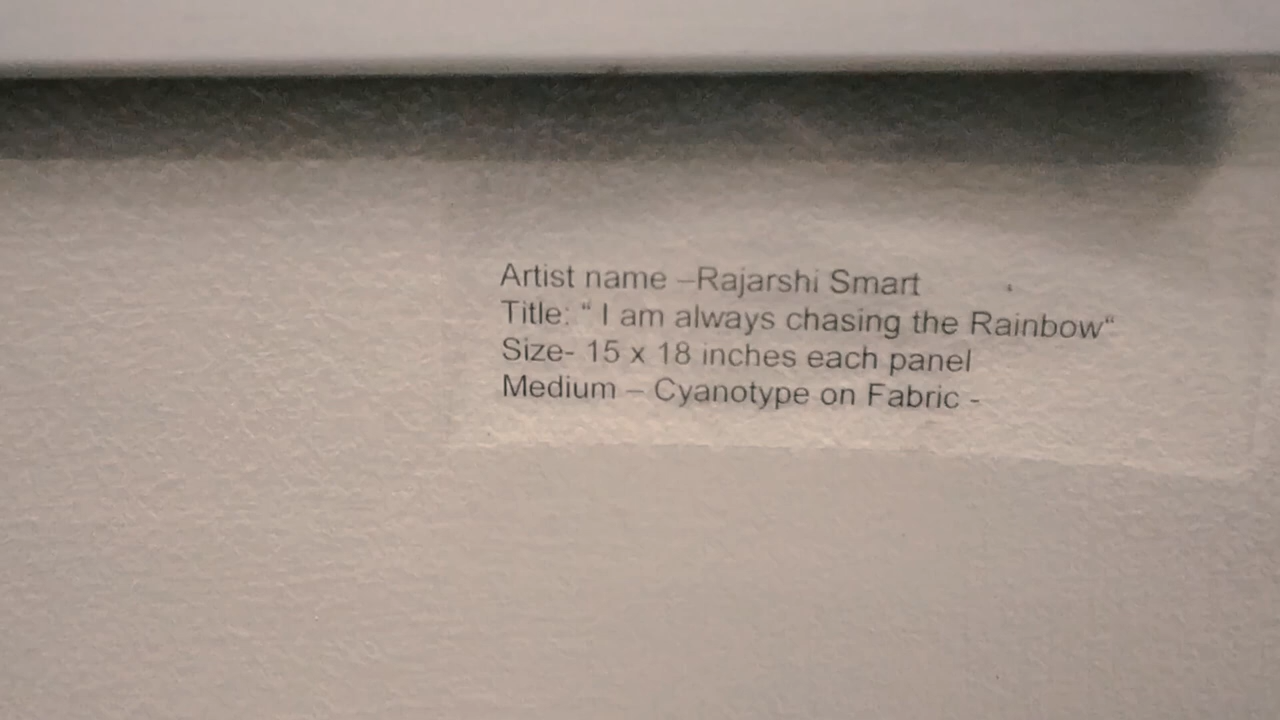 Artist name –Rajarshi Smart
Title: “ I am always chasing the Rainbow“
Size- 15 x 18 inches each panel
Medium – Cyanotype on Fabric -